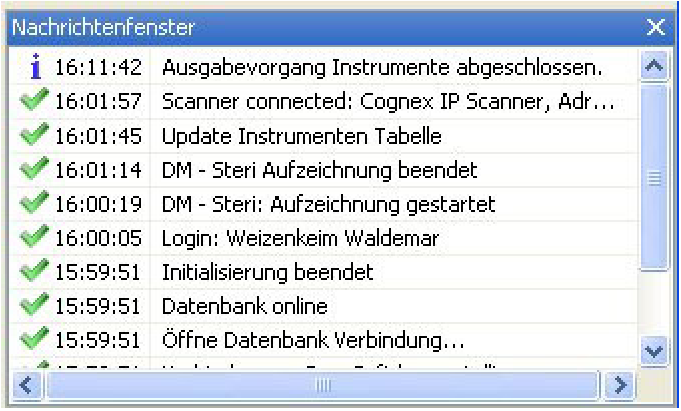 Nachrichtenfenster
16:11:42 Ausgabevorgang Instrumente abgeschlossen.
16:01:57 Scanner connected: Cognex IP Scanner, Adr...
16:01:45 Update Instrumenten Tabelle
16:01:14 DM - Steri Aufzeichnung beendet
16:00:19 DM - Steri: Aufzeichnung gestartet
16:00:05 Login: Weizenkeim Waldemar
15:59:51 Initialisierung beendet
15:59:51 Datenbank online
15:59:51 Öffne Datenbank Verbindung...